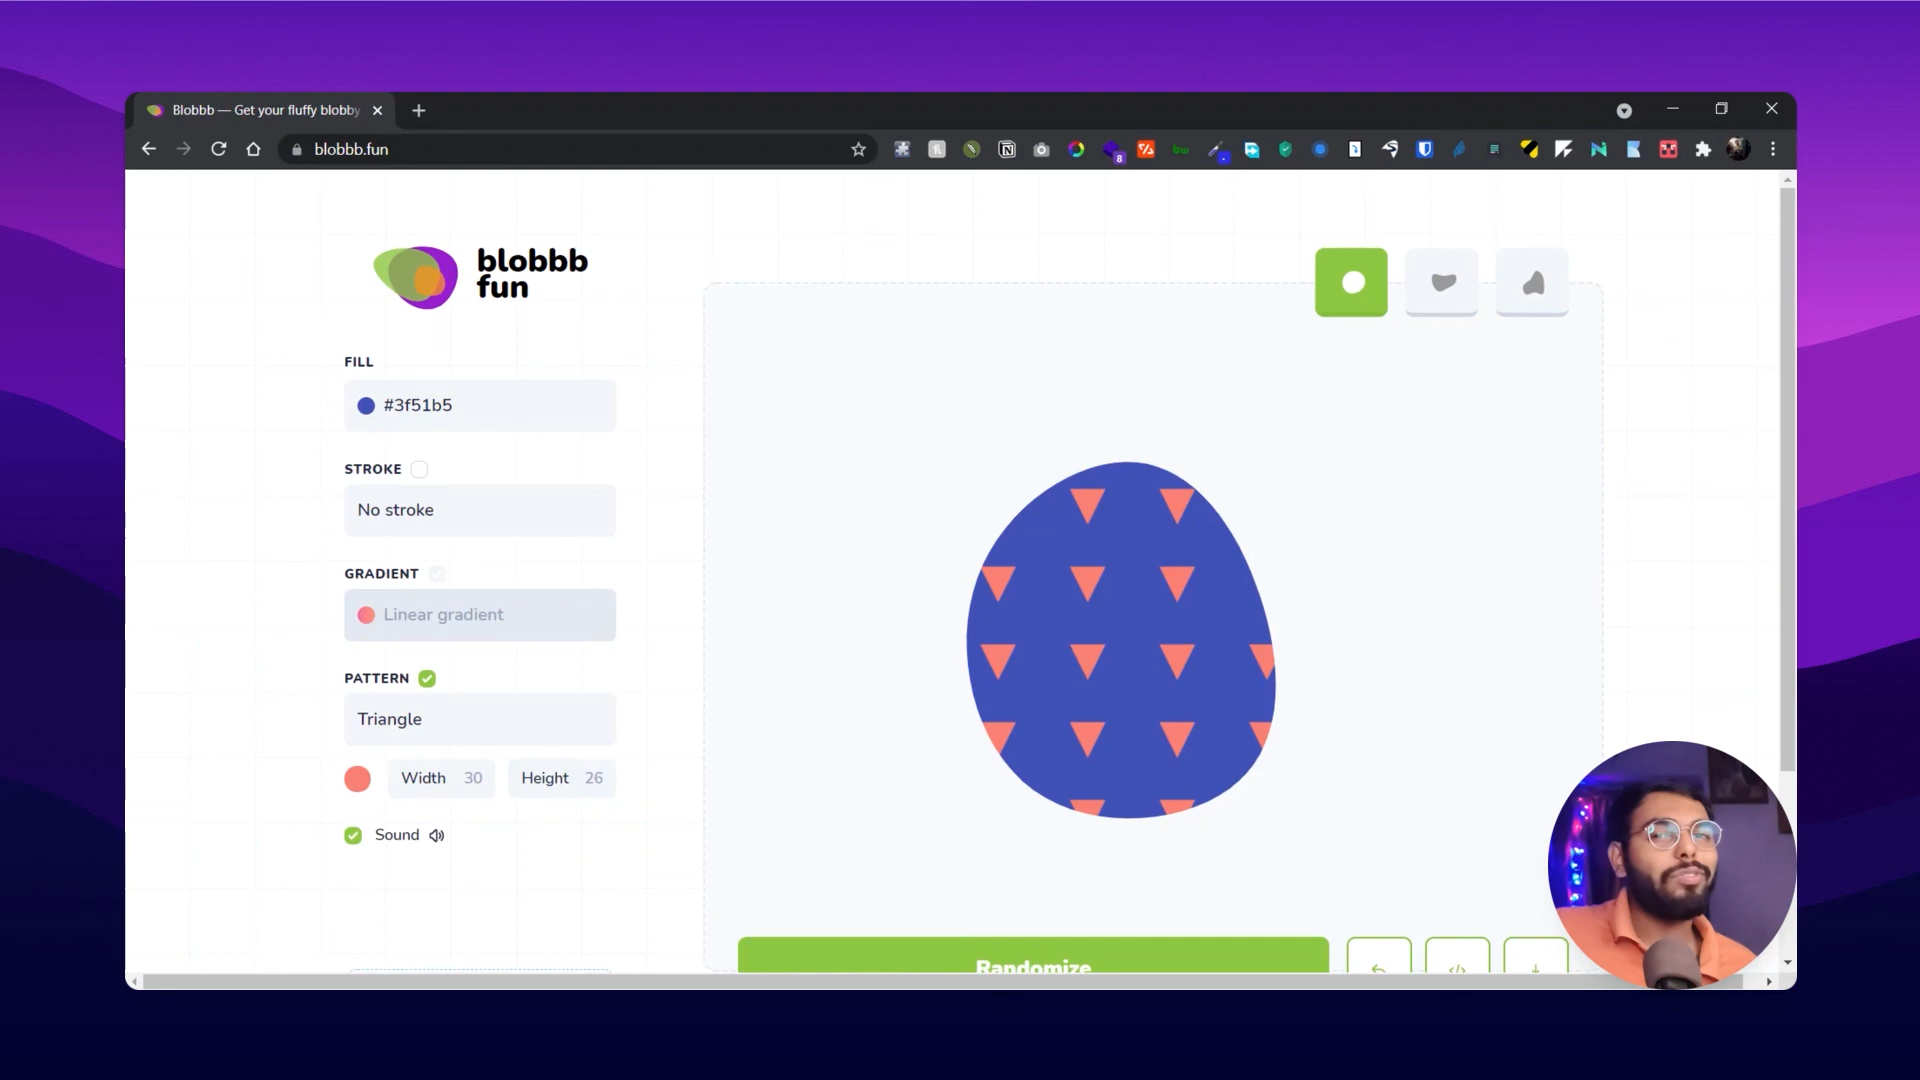 Blobbb — Get your fluffy blobby
blobbb.fun
8
blobbb
fun
FILL
#3f51b5
STROKE
No stroke
GRADIENT
Linear gradient
PATTERN
Triangle
Width 30 Height 26
Sound
Randomize